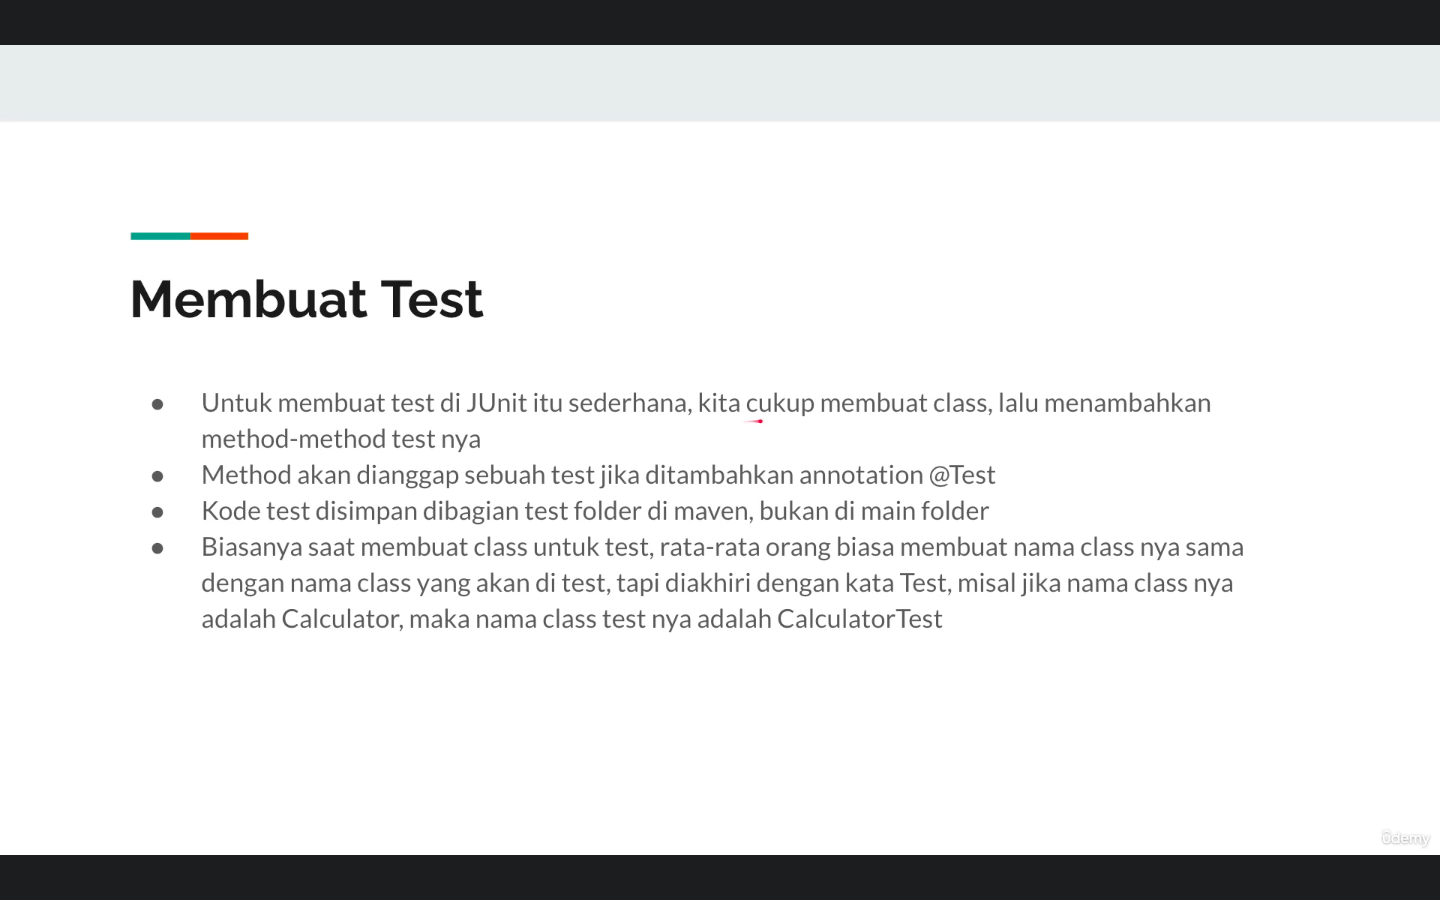 Membuat Test
● Untuk membuat test di JUnit itu sederhana, kita cukup membuat class, lalu menambahkan
method-method test nya
● Method akan dianggap sebuah test jika ditambahkan annotation @Test
● Kode test disimpan dibagian test folder di maven, bukan di main folder
● Biasanya saat membuat class untuk test, rata-rata orang biasa membuat nama class nya sama
dengan nama class yang akan di test, tapi diakhiri dengan kata Test, misal jika nama class nya
adalah Calculator, maka nama class test nya adalah CalculatorTest
ûdemy